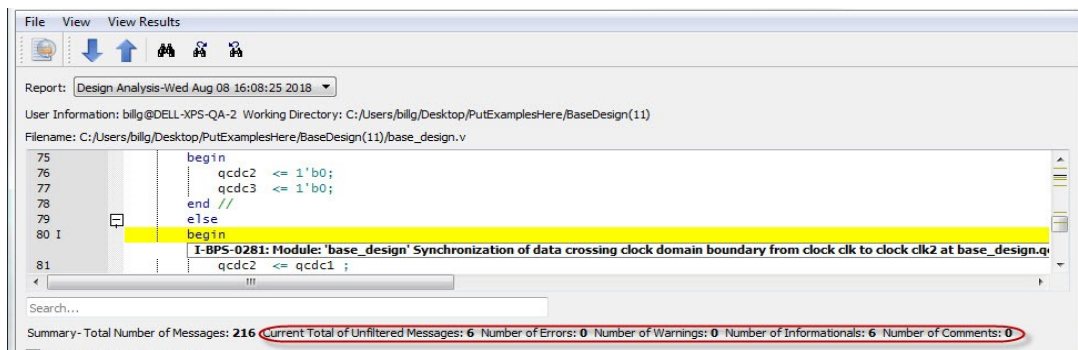 File View View Results
Report: Design Analysis-Wed Aug 08 16:08:25 2018
User Information: billg@DELL-XPS-QA-2 Working Directory: C:/Users/billg/Desktop/PutExamplesHere/BaseDesign(11)
Filename: C:/Users/billg/Desktop/PutExamplesHere/BaseDesign(11)/base_design.v
75 begin
76 qcdc2 <= 1'b0;
77 qcdc3 <= 1'b0;
78 end //
79 else
80 I begin
I-BPS-0281: Module: 'base_design' Synchronization of data crossing clock domain boundary from clock clk to clock clk2 at base_design.q
81 qcdc2 <= qcdc1 ;
Search...
Summary- Total Number of Messages: 216 Current Total of Unfiltered Messages: 6 Number of Errors: 0 Number of Warnings: 0 Number of Informationals: 6 Number of Comments: 0